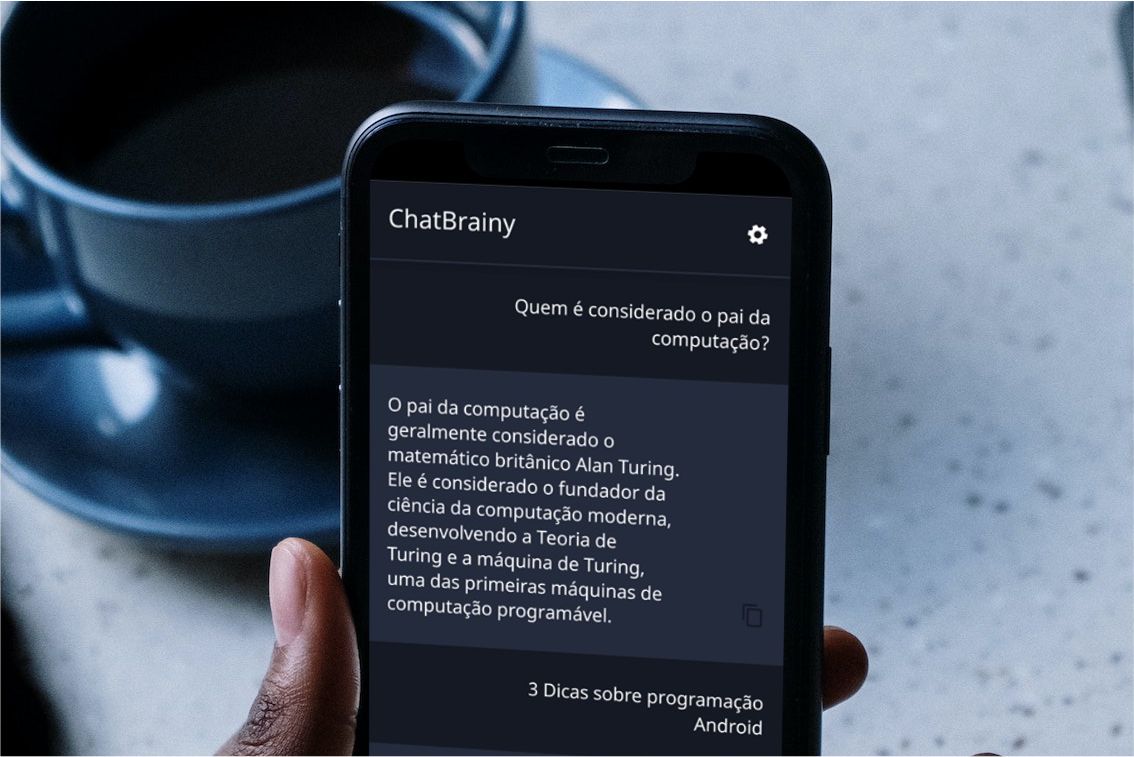 ChatBrainy
Quem é considerado o pai da
computação?
O pai da computação é
geralmente considerado o
matemático britânico Alan Turing.
Ele é considerado o fundador da
ciência da computação moderna,
desenvolvendo a Teoria de
Turing e a máquina de Turing,
uma das primeiras máquinas de
computação programável.
3 Dicas sobre programação
Android